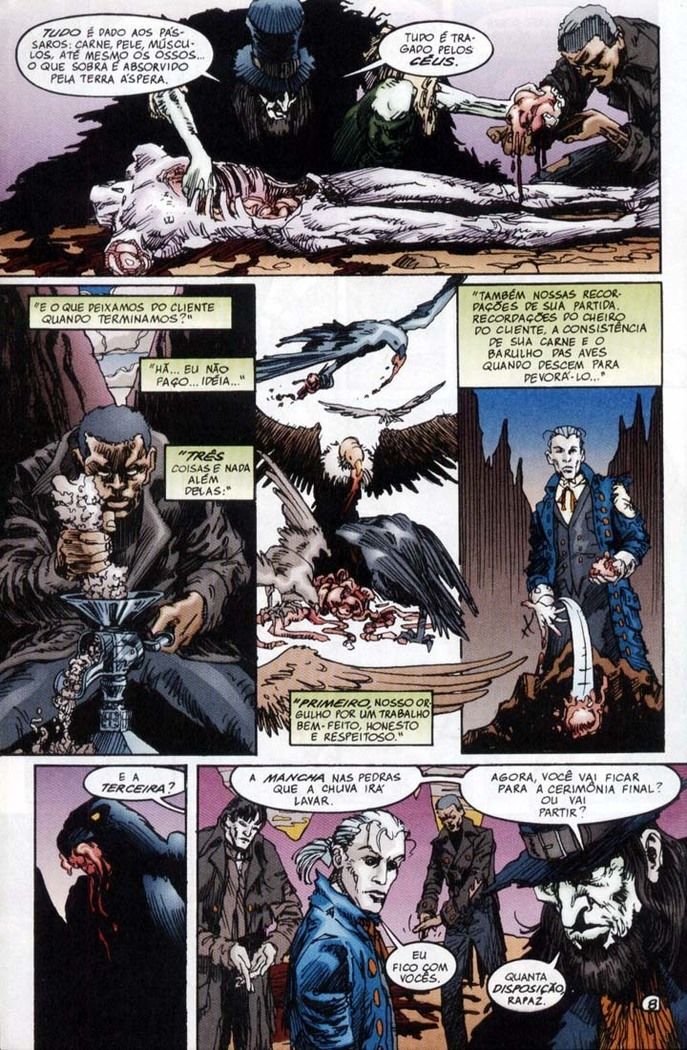 TUDO É DADO AOS PÁS-
SAROS: CARNE, PELE, MÚSCU-
LOS, ATÉ MESMO OS OSSOS...
O QUE SOBRA É ABSORVIDO
PELA TERRA ÁSPERA.
TUDO É TRA-
GADO PELOS
CÉUS.
"E O QUE DEIXAMOS DO CLIENTE
QUANDO TERMINAMOS?"
"HÃ... EU NÃO
FAÇO... IDÉIA..."
"TRÊS
COISAS E NADA
ALÉM
DELAS:"
"PRIMEIRO, NOSSO OR-
GULHO POR UM TRABALHO
BEM-FEITO, HONESTO
E RESPEITOSO."
"TAMBÉM NOSSAS RECOR-
DAÇÕES DE SUA PARTIDA.
RECORDAÇÕES DO CHEIRO
DO CLIENTE, A CONSISTÊNCIA
DE SUA CARNE E O
BARULHO DAS AVES
QUANDO DESCEM PARA
DEVORÁ-LO..."
E A
TERCEIRA?
A MANCHA NAS PEDRAS
QUE A CHUVA IRÁ
LAVAR.
AGORA, VOCÊ VAI FICAR
PARA A CERIMÔNIA FINAL?
OU VAI
PARTIR?
EU
FICO COM
VOCÊS.
QUANTA
DISPOSIÇÃO,
RAPAZ.
8